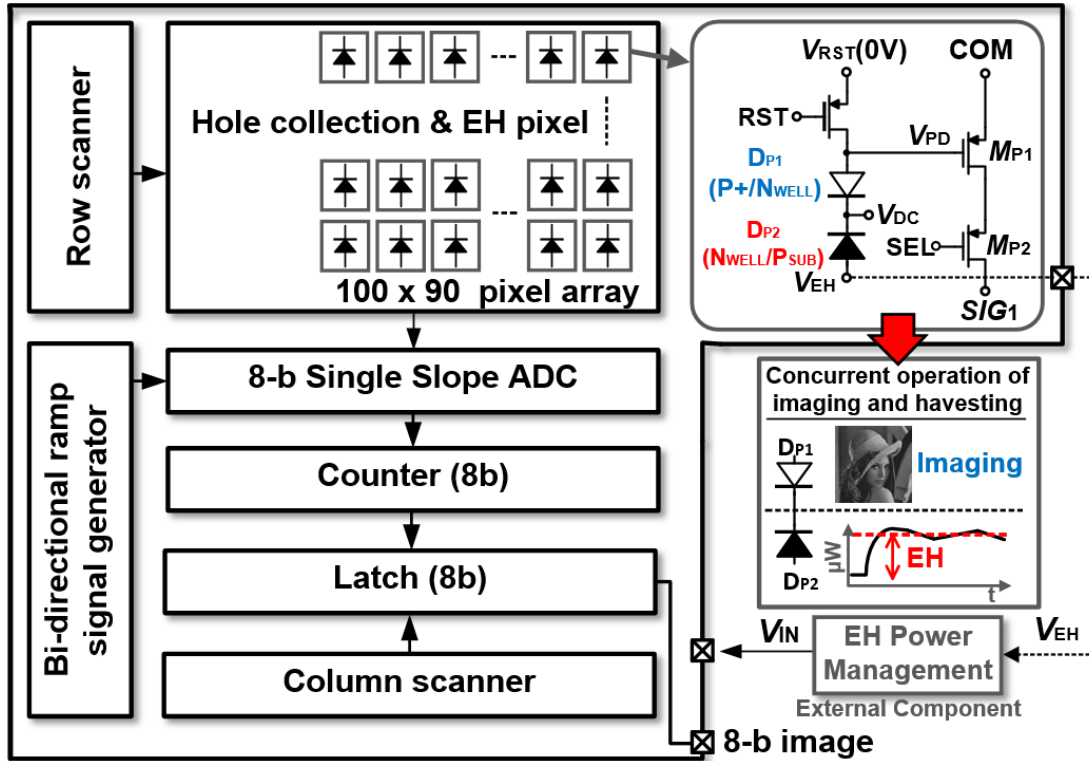 Row scanner
Hole collection & EH pixel
100 x 90 pixel array
VRST(0V)
COM
RST
VPD
MP1
DP1
(P+/NWELL)
VDC
DP2
(NWELL/PSUB)
SEL
MP2
VEH
SIG1
Bi-directional ramp
signal generator
8-b Single Slope ADC
Counter (8b)
Latch (8b)
Column scanner
Concurrent operation of
imaging and havesting
DP1
Imaging
µW
EH
t
DP2
VIN
EH Power
Management
VEH
External Component
8-b image